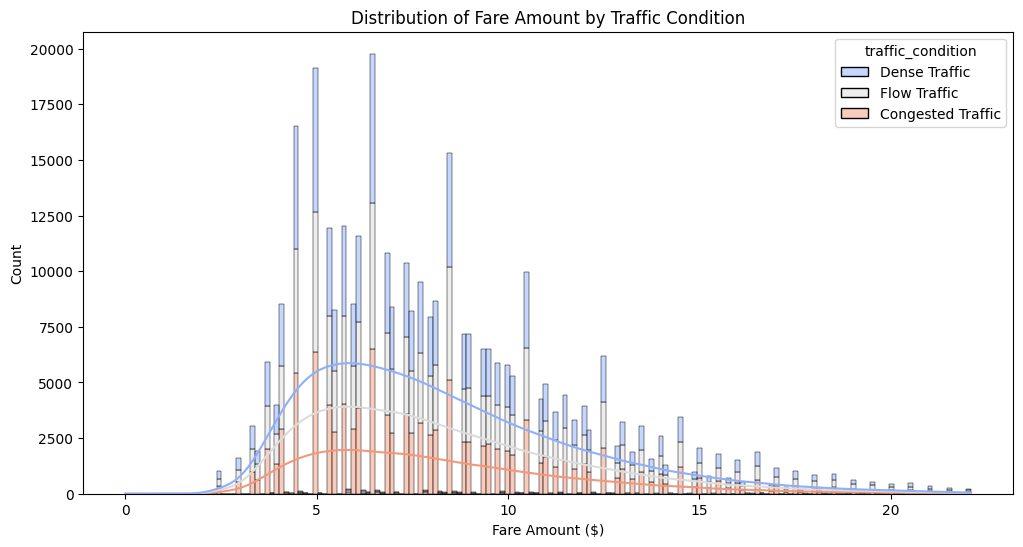 Distribution of Fare Amount by Traffic Condition
traffic_condition
Dense Traffic
Flow Traffic
Congested Traffic
Count
20000
17500
15000
12500
10000
7500
5000
2500
0
0 5 10 15 20
Fare Amount ($)